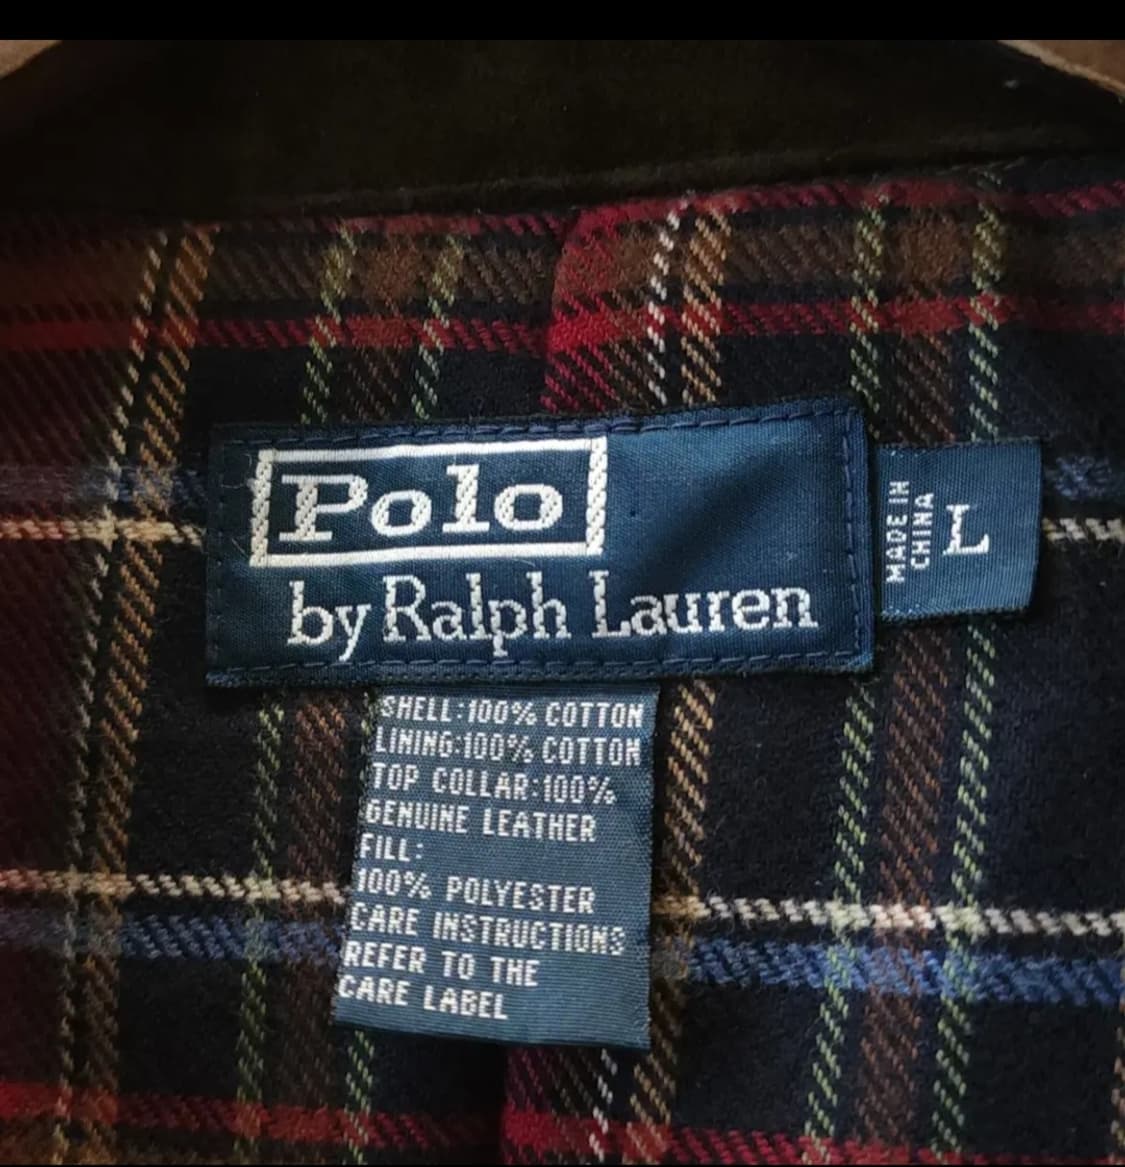 Polo
by Ralph Lauren
MADE IN
CHINA
L
SHELL:100% COTTON
LINING:100% COTTON
TOP COLLAR:100%
GENUINE LEATHER
FILL:
100% POLYESTER
CARE INSTRUCTIONS
REFER TO THE
CARE LABEL